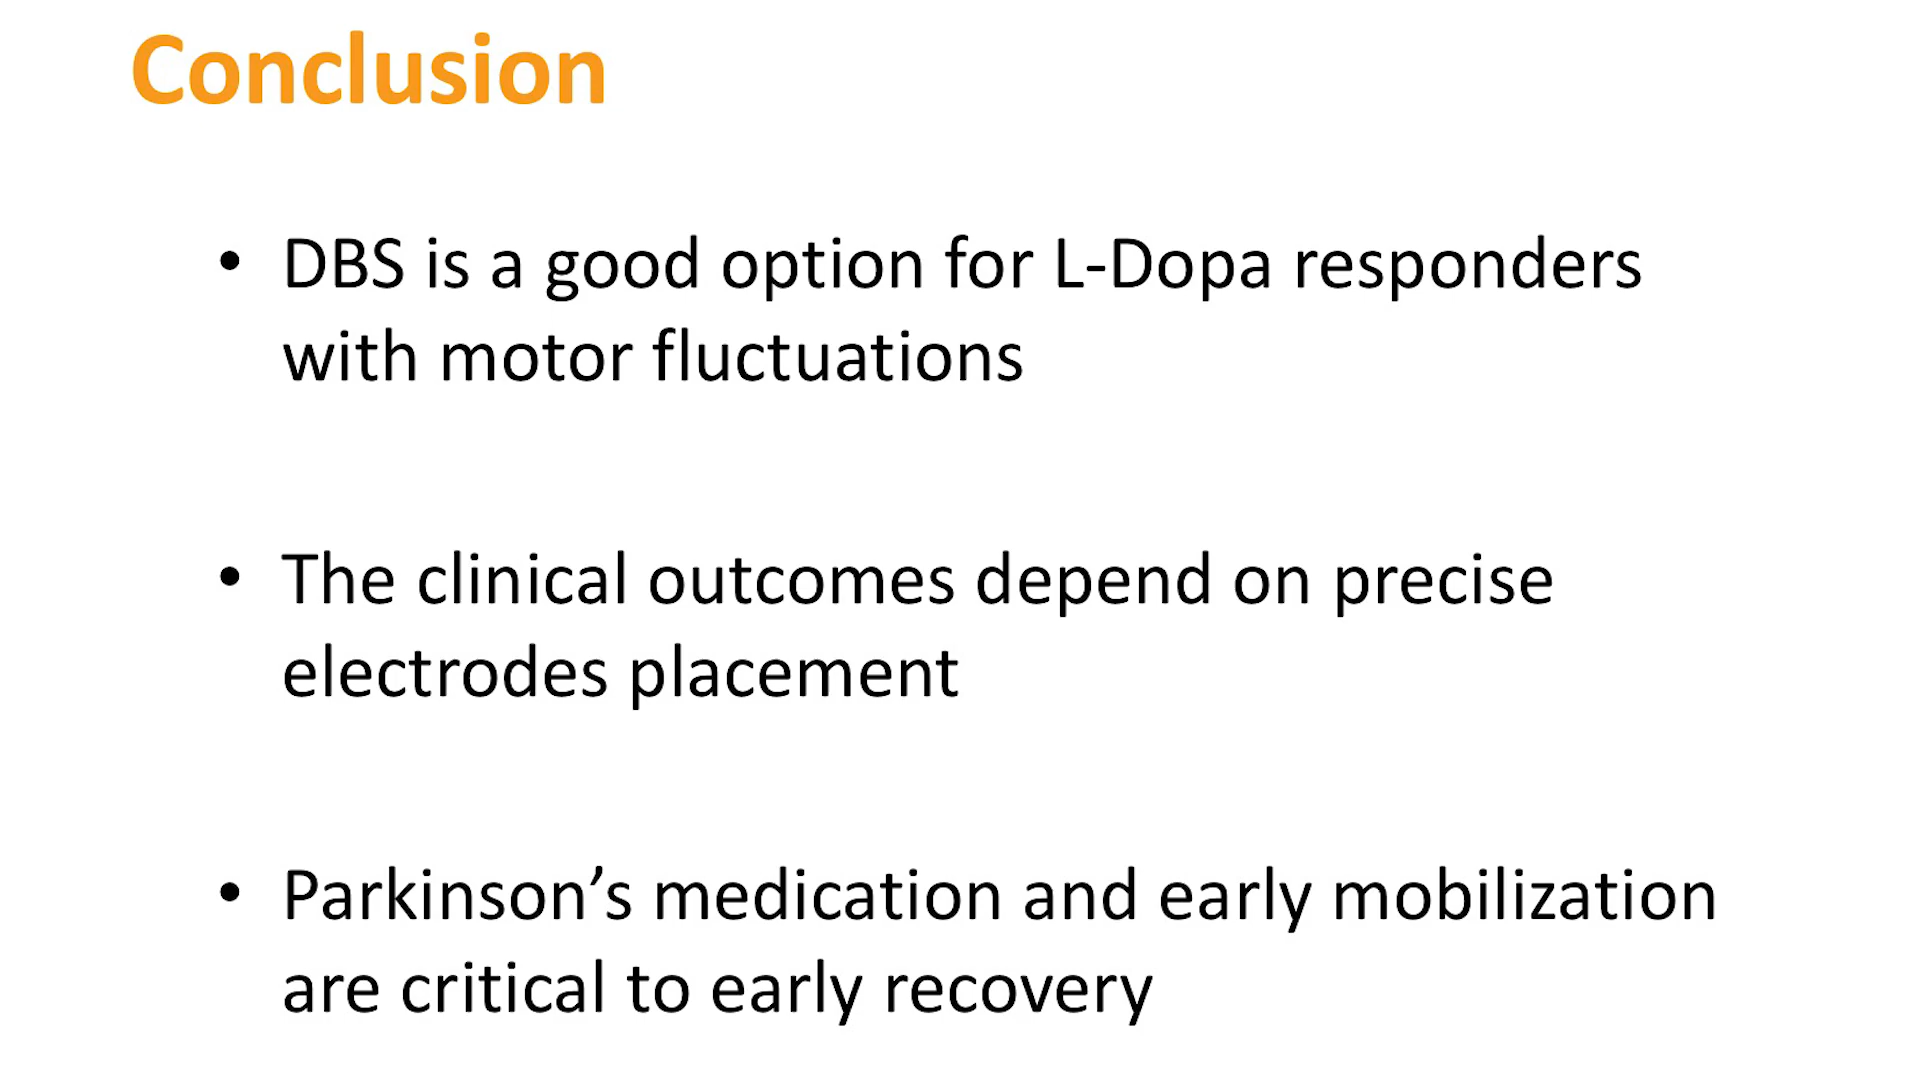 Conclusion
• DBS is a good option for L-Dopa responders
with motor fluctuations
• The clinical outcomes depend on precise
electrodes placement
• Parkinson’s medication and early mobilization
are critical to early recovery